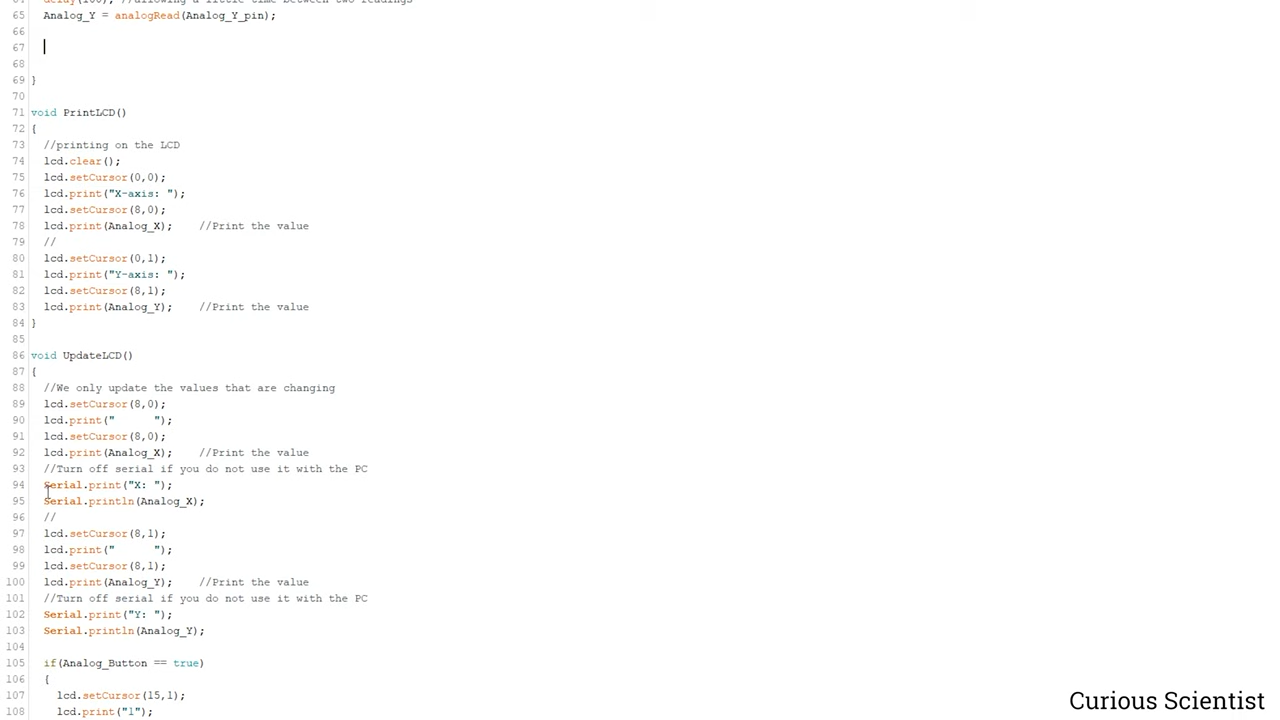 64 delay(100); //allowing a little time between two readings
65 Analog_Y = analogRead(Analog_Y_pin);
66
67
68
69 }
70
71 void PrintLCD()
72 {
73 //printing on the LCD
74 lcd.clear();
75 lcd.setCursor(0,0);
76 lcd.print("X-axis: ");
77 lcd.setCursor(8,0);
78 lcd.print(Analog_X); //Print the value
79 //
80 lcd.setCursor(0,1);
81 lcd.print("Y-axis: ");
82 lcd.setCursor(8,1);
83 lcd.print(Analog_Y); //Print the value
84 }
85
86 void UpdateLCD()
87 {
88 //We only update the values that are changing
89 lcd.setCursor(8,0);
90 lcd.print("      ");
91 lcd.setCursor(8,0);
92 lcd.print(Analog_X); //Print the value
93 //Turn off serial if you do not use it with the PC
94 Serial.print("X: ");
95 Serial.println(Analog_X);
96 //
97 lcd.setCursor(8,1);
98 lcd.print("      ");
99 lcd.setCursor(8,1);
100 lcd.print(Analog_Y); //Print the value
101 //Turn off serial if you do not use it with the PC
102 Serial.print("Y: ");
103 Serial.println(Analog_Y);
104
105 if(Analog_Button == true)
106 {
107 lcd.setCursor(15,1);
108 lcd.print("1");
Curious Scientist